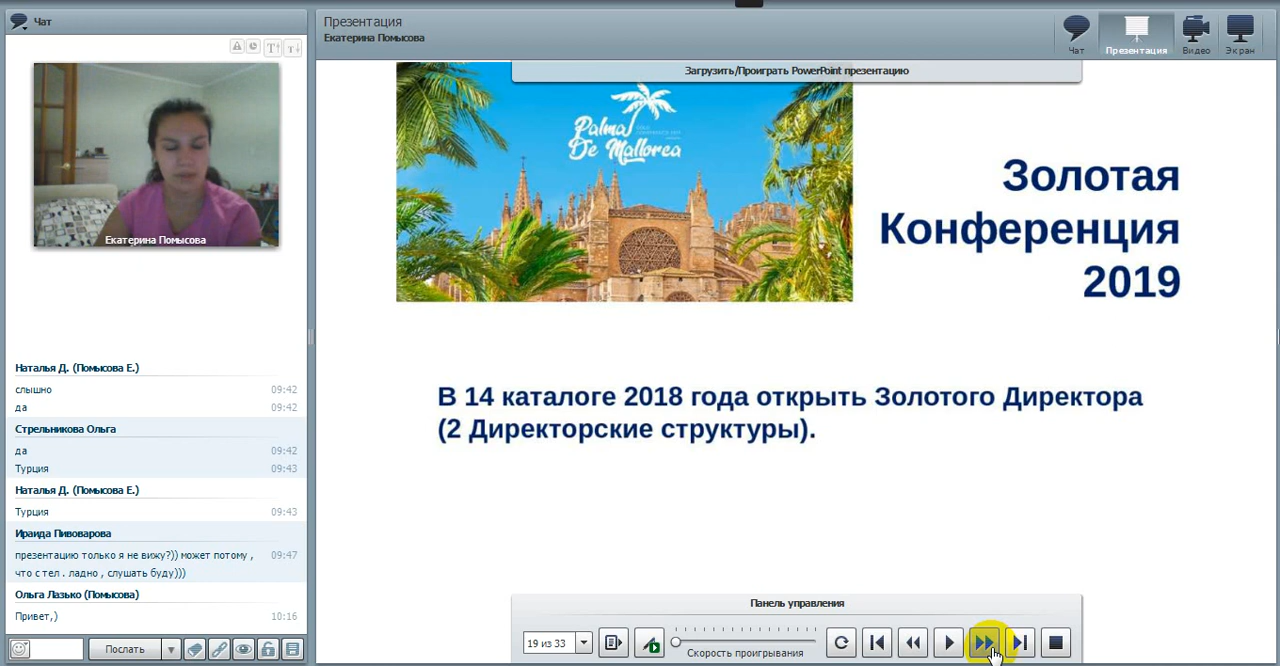 Чат
Екатерина Помысова
Наталья Д. (Помысова Е.)
слышно 09:42
да 09:42
Стрельникова Ольга
да 09:42
Турция 09:43
Наталья Д. (Помысова Е.)
Турция 09:43
Ираида Пивоварова
презентацию только я не вижу?)) может потому , 09:47
что с тел . ладно , слушать буду)))
Ольга Лазько (Помысова)
Привет,) 10:16
Послать
Презентация
Екатерина Помысова
Чат
Презентация
Видео
Экран
Загрузить/Проиграть PowerPoint презентацию
Palma
De Mallorca
Золотая
Конференция
2019
В 14 каталоге 2018 года открыть Золотого Директора
(2 Директорские структуры).
Панель управления
19 из 33
Скорость проигрывания